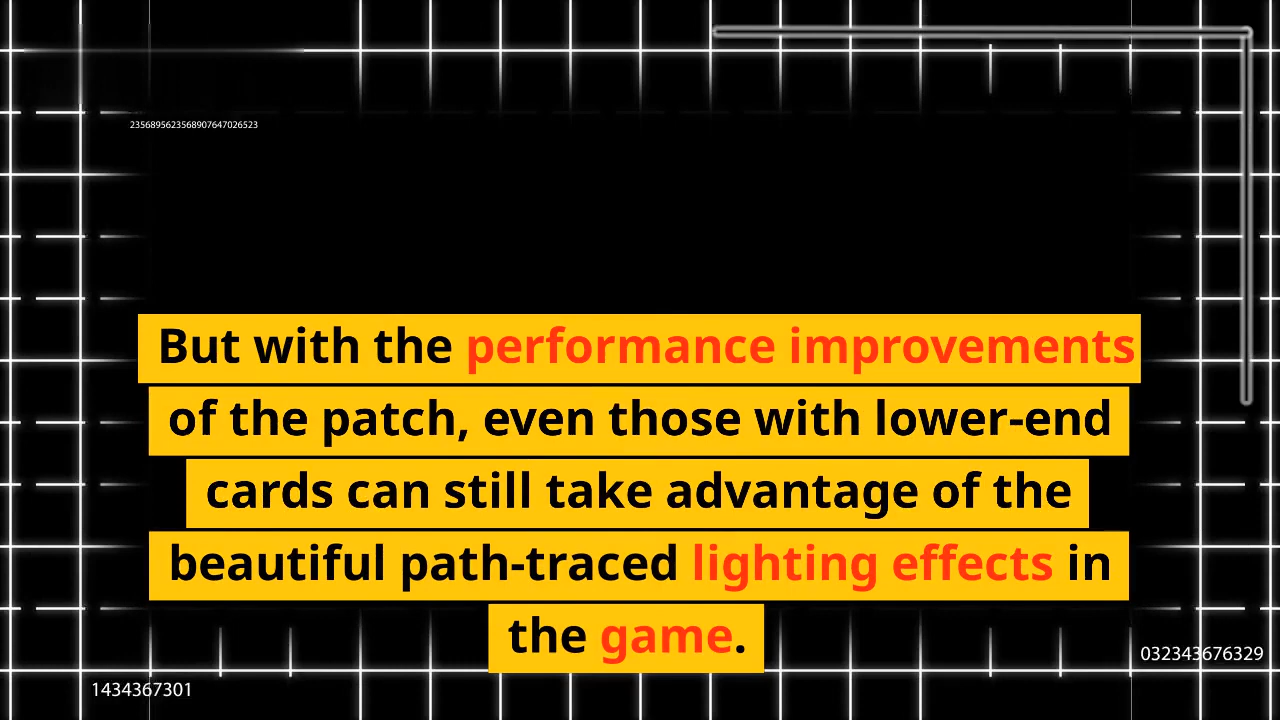 2356895623568907647026523
But with the performance improvements
of the patch, even those with lower-end
cards can still take advantage of the
beautiful path-traced lighting effects in
the game.
032343676329
1434367301